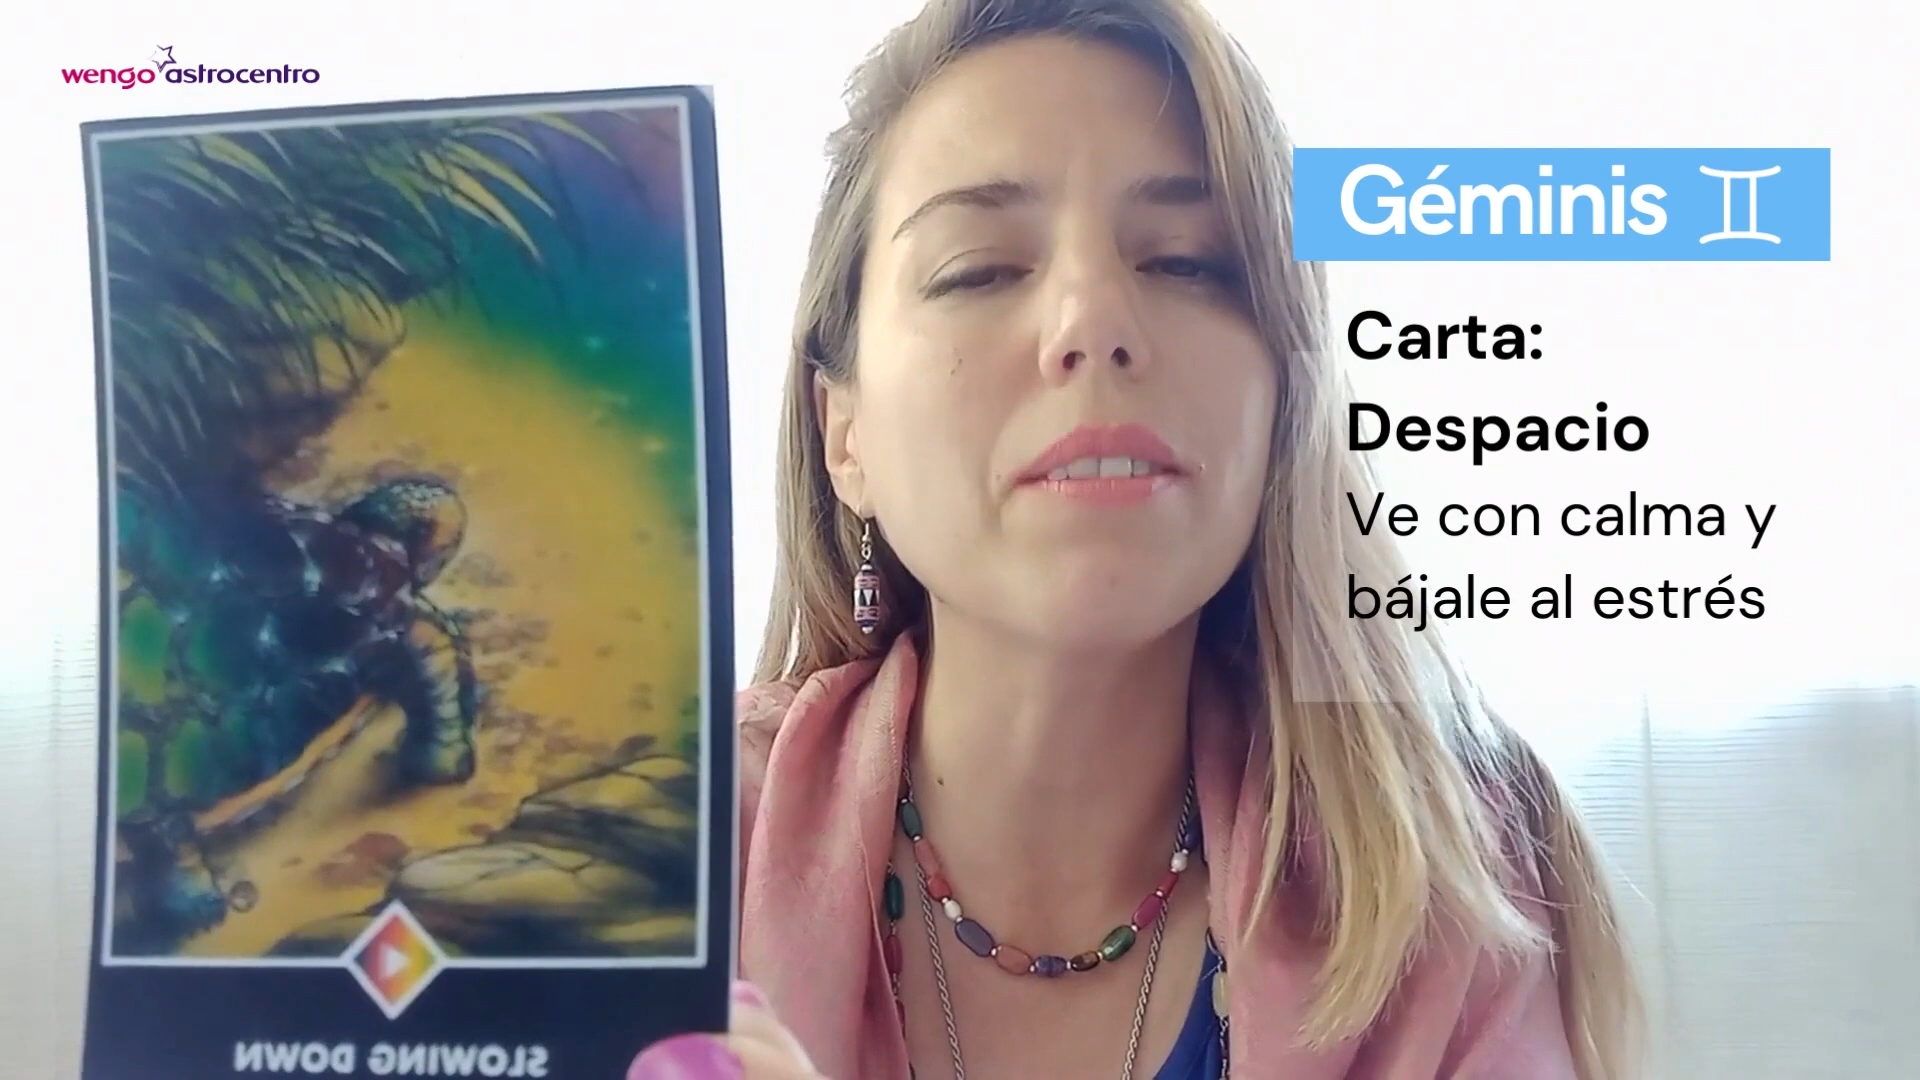 wengo astrocentro
Géminis ♊
Carta:
Despacio
Ve con calma y
bájale al estrés
SLOWING DOWN